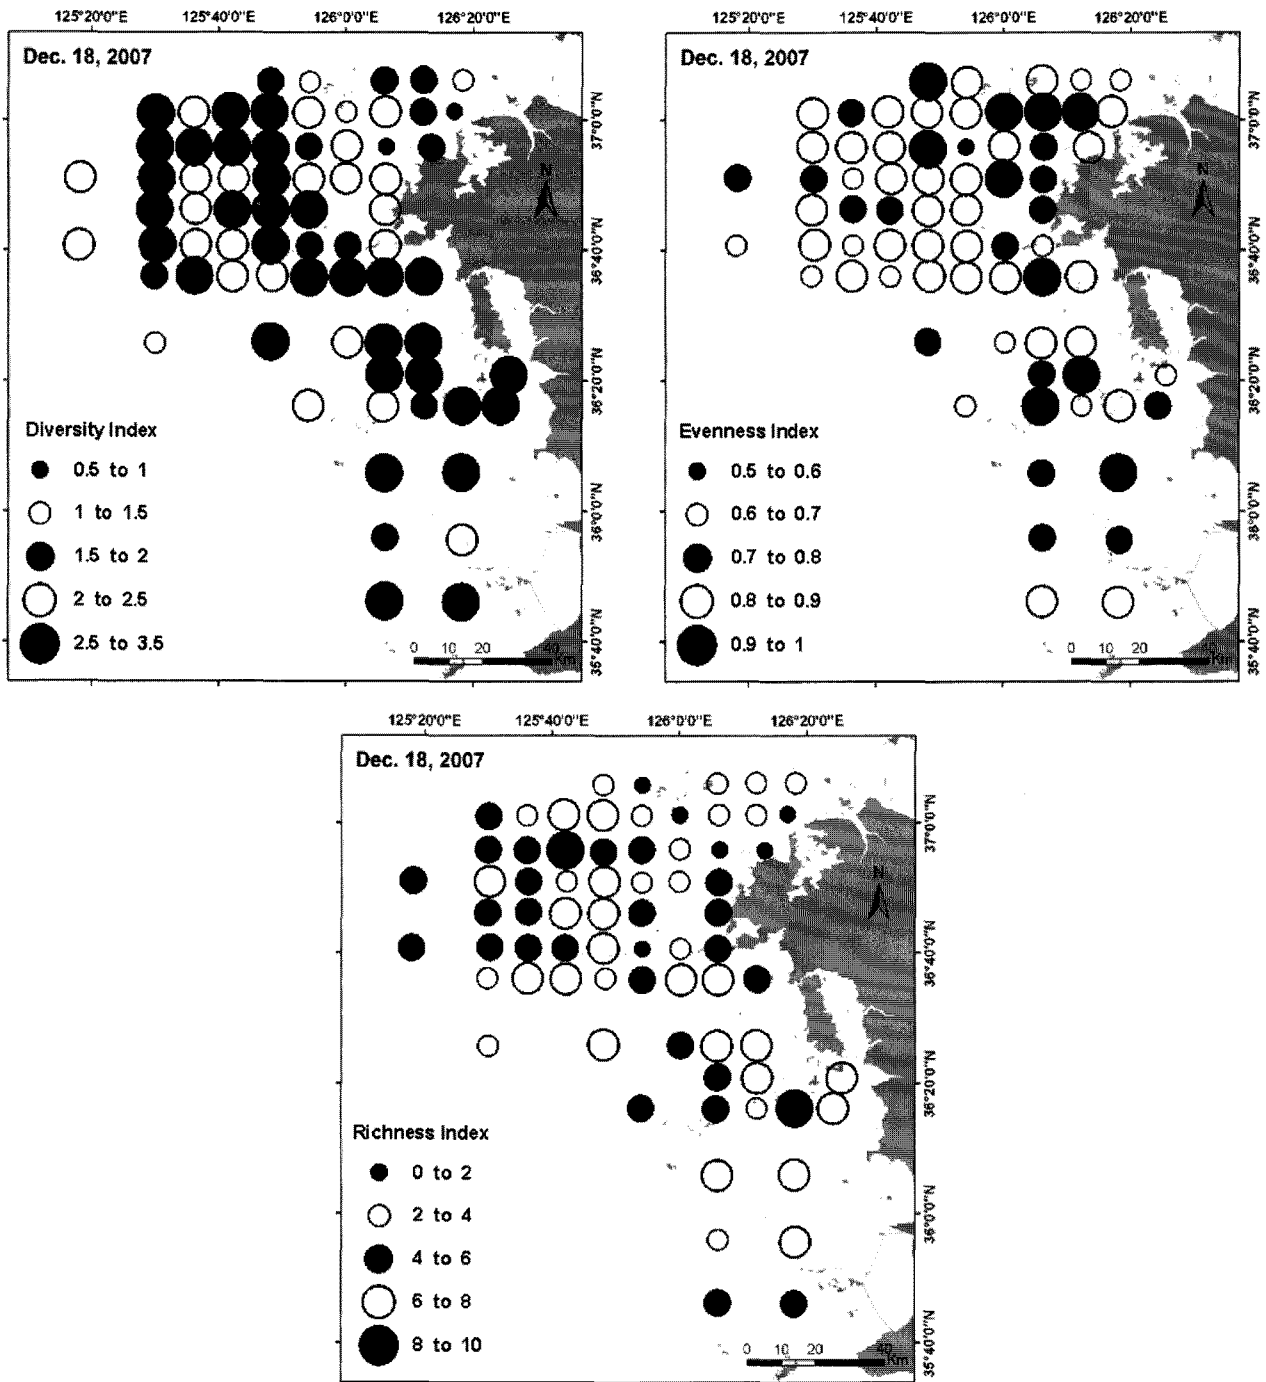 125°20'0"E 125°40'0"E 126°0'0"E 126°20'0"E
Dec. 18, 2007
37°0'0"N
N
36°40'0"N
36°20'0"N
Diversity Index
0.5 to 1
1 to 1.5
1.5 to 2
2 to 2.5
2.5 to 3.5
36°0'0"N
35°40'0"N
0 10 20 40
Km
125°20'0"E 125°40'0"E 126°0'0"E 126°20'0"E
Dec. 18, 2007
37°0'0"N
N
36°40'0"N
36°20'0"N
Evenness Index
0.5 to 0.6
0.6 to 0.7
0.7 to 0.8
0.8 to 0.9
0.9 to 1
36°0'0"N
35°40'0"N
0 10 20 40
Km
125°20'0"E 125°40'0"E 126°0'0"E 126°20'0"E
Dec. 18, 2007
37°0'0"N
N
36°40'0"N
36°20'0"N
Richness Index
0 to 2
2 to 4
4 to 6
6 to 8
8 to 10
36°0'0"N
35°40'0"N
0 10 20 40
Km